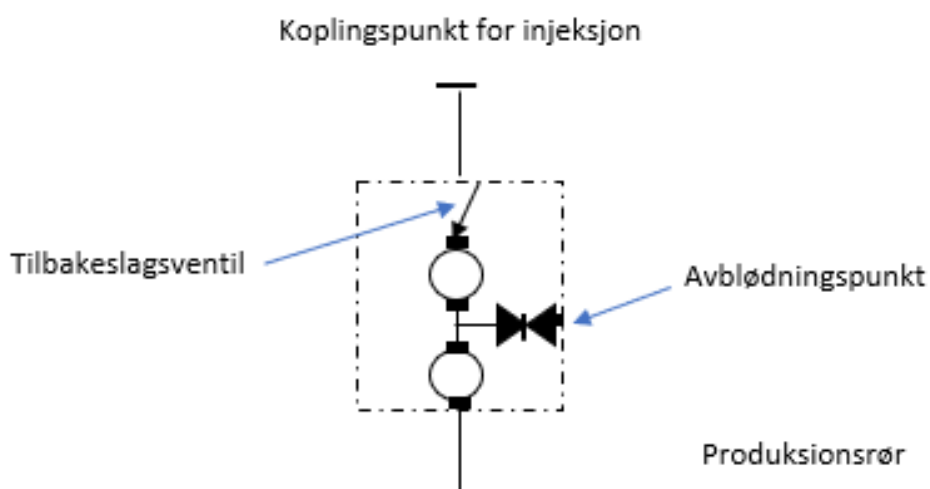 Koplingspunkt for injeksjon
Tilbakeslagsventil
Avblødningspunkt
Produksionsrør